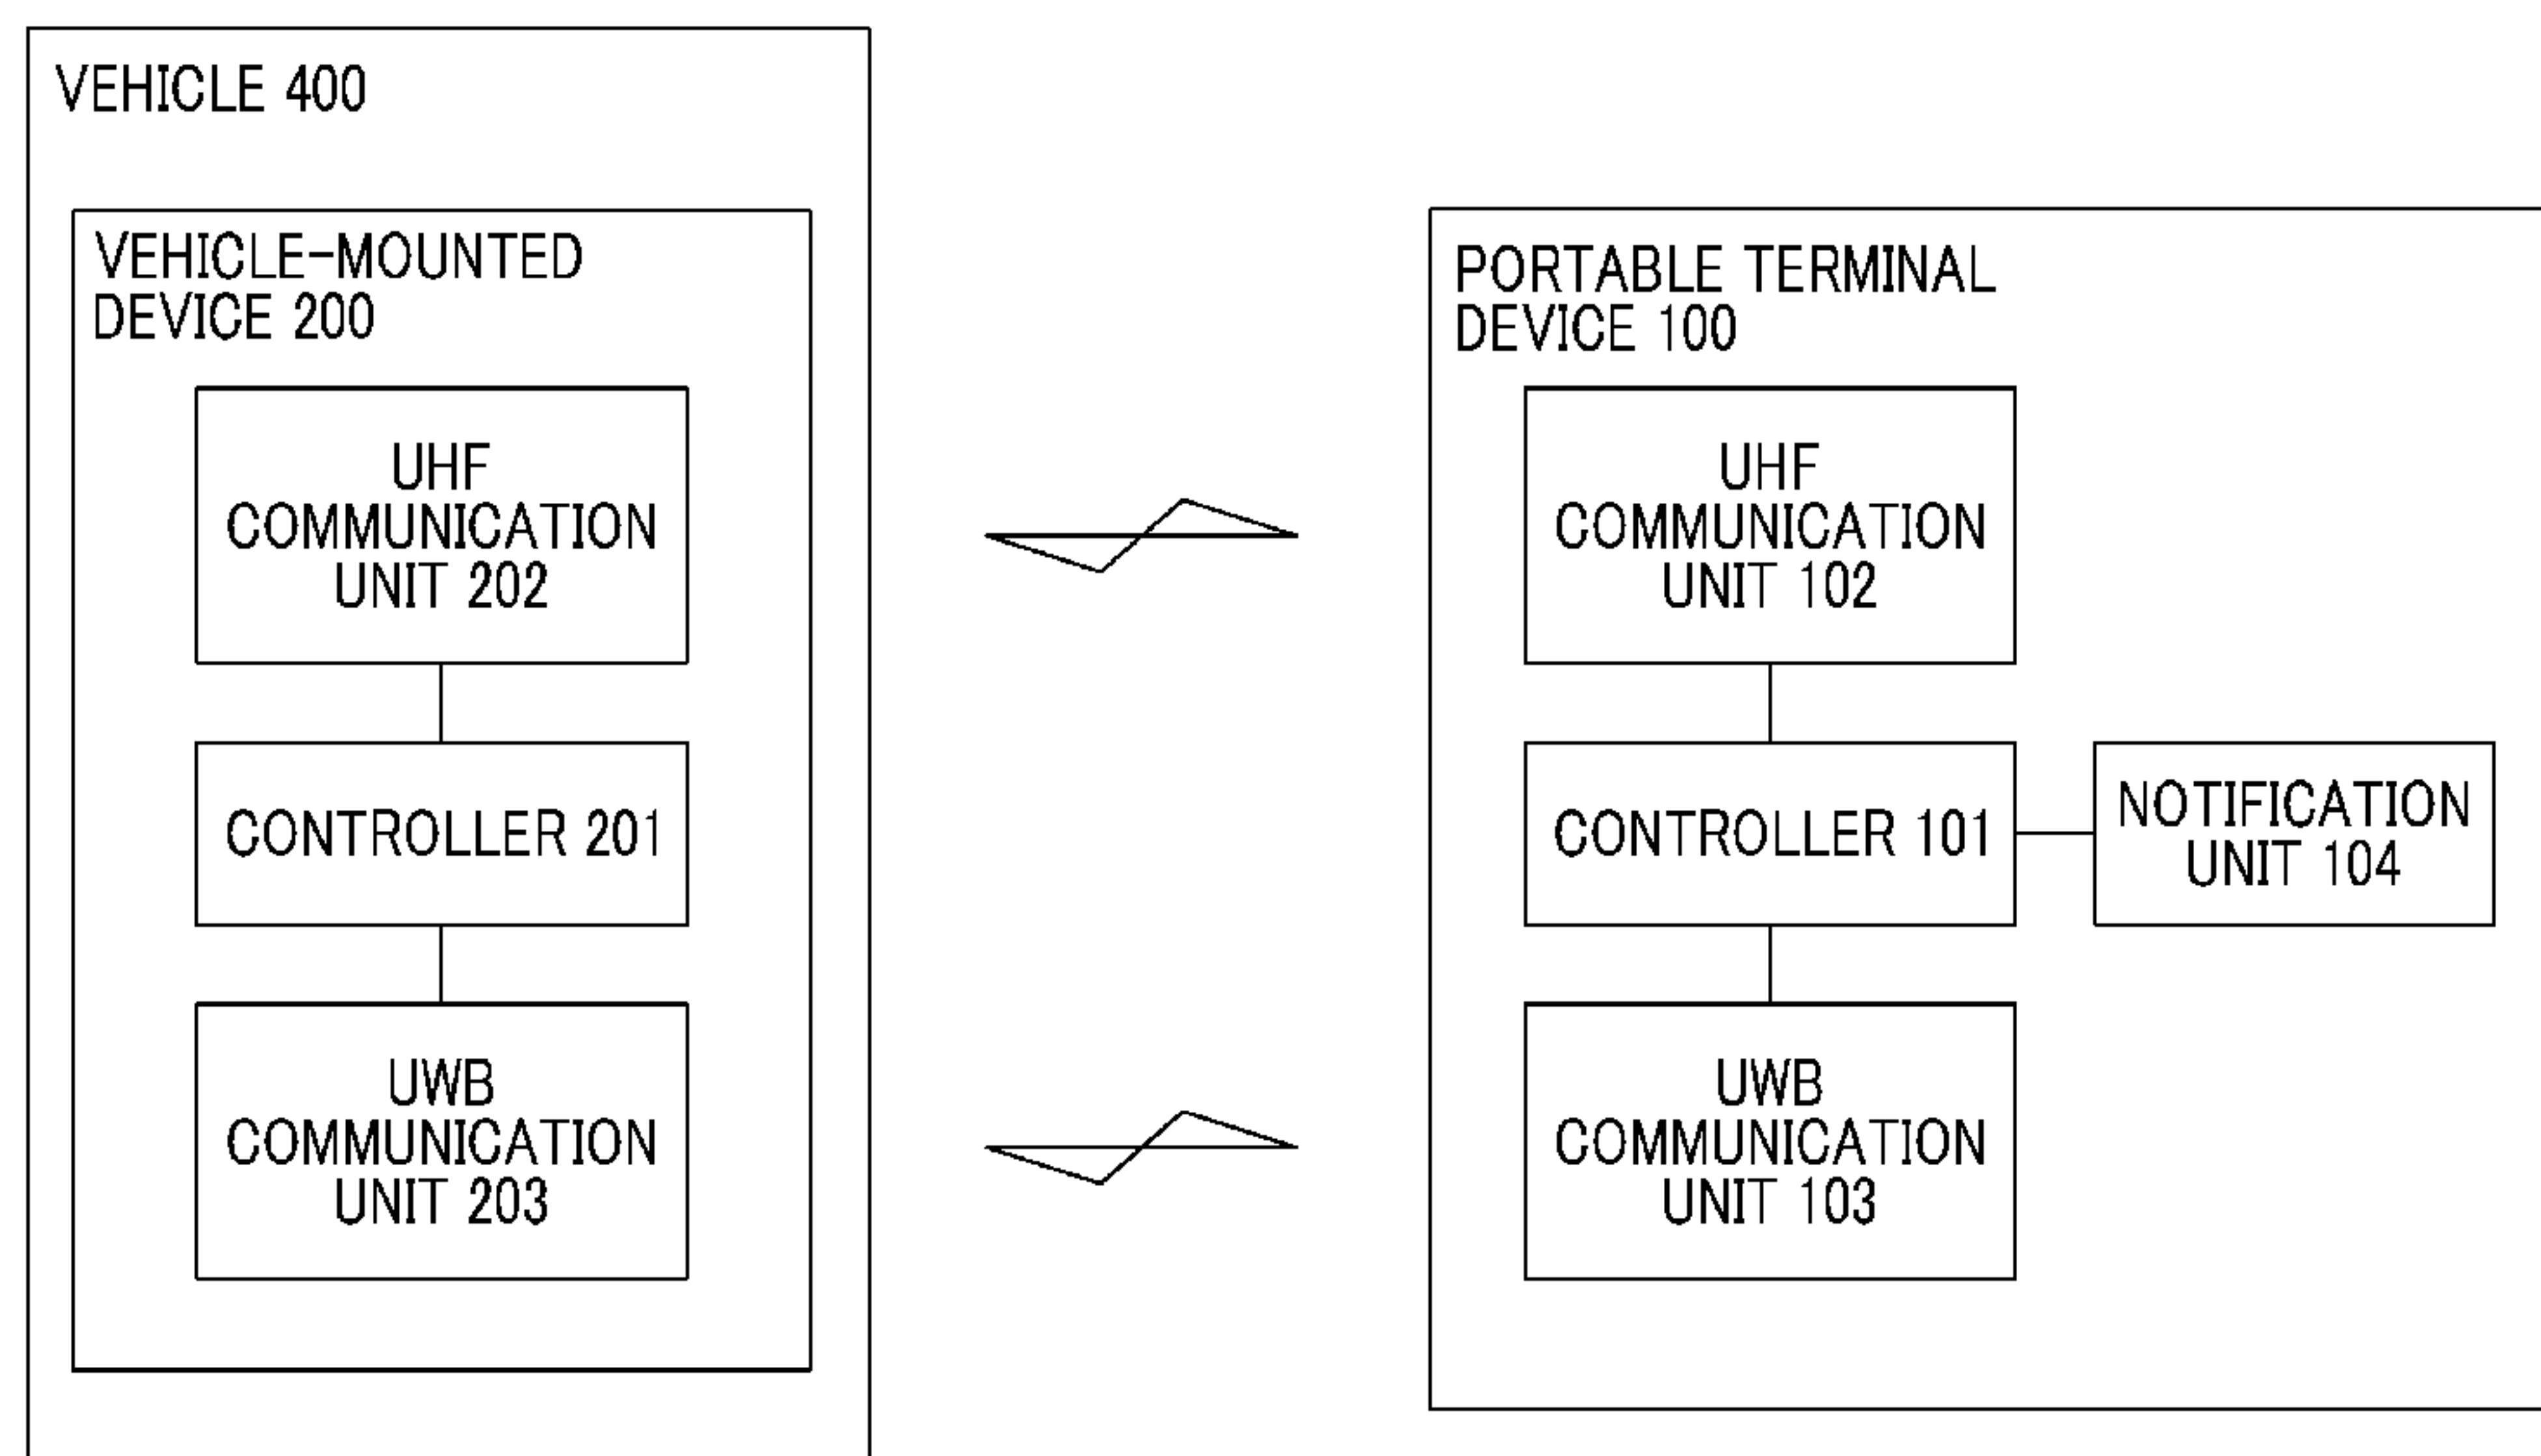 VEHICLE 400
VEHICLE-MOUNTED
DEVICE 200
UHF
COMMUNICATION
UNIT 202
CONTROLLER 201
UWB
COMMUNICATION
UNIT 203
PORTABLE TERMINAL
DEVICE 100
UHF
COMMUNICATION
UNIT 102
CONTROLLER 101
NOTIFICATION
UNIT 104
UWB
COMMUNICATION
UNIT 103